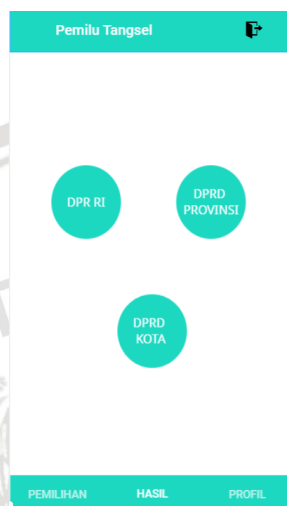 Pemilu Tangsel
DPR RI
DPRD
PROVINSI
DPRD
KOTA
PEMILIHAN HASIL PROFIL